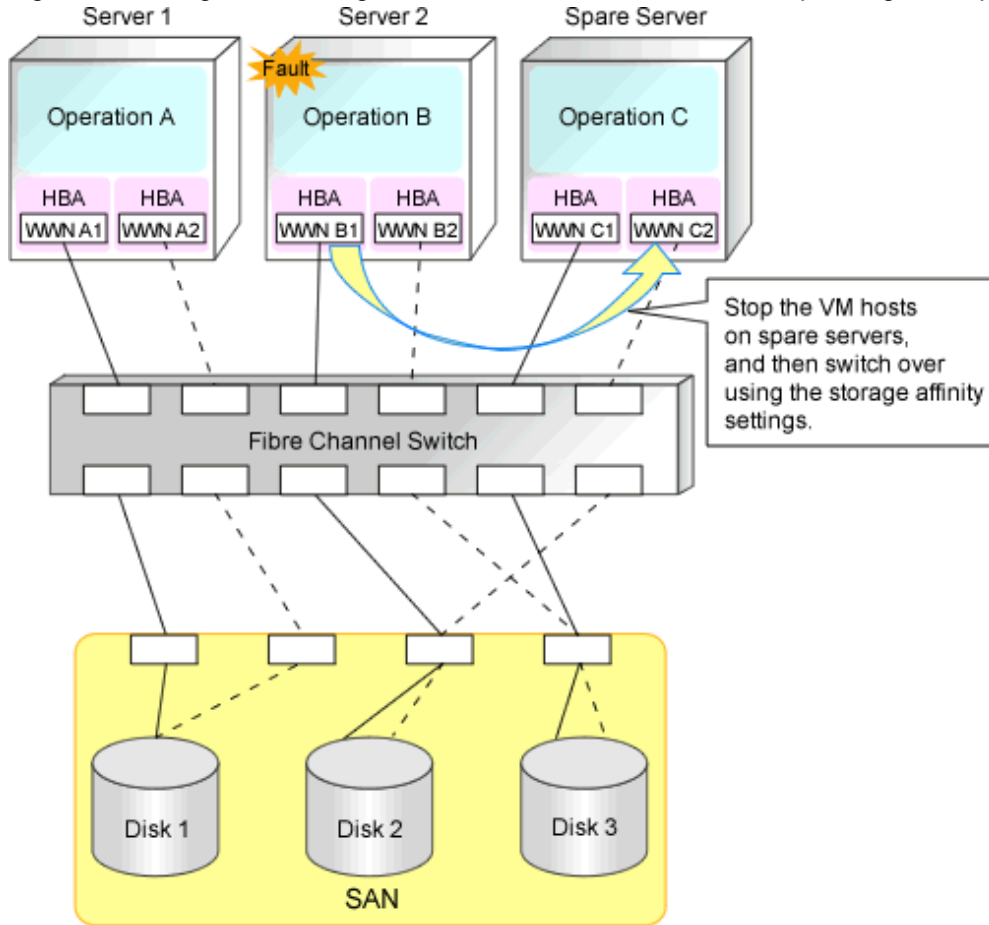 Server 1
Server 2
Spare Server
Fault
Operation A
Operation B
Operation C
HBA
HBA
HBA
HBA
HBA
HBA
WWN A1
WWN A2
WWN B1
WWN B2
WWN C1
WWN C2
Stop the VM hosts
on spare servers,
and then switch over
using the storage affinity
settings.
Fibre Channel Switch
Disk 1
Disk 2
Disk 3
SAN